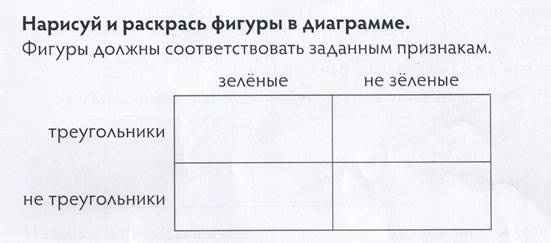 Нарисуй и раскрась фигуры в диаграмме.
Фигуры должны соответствовать заданным признакам.
зелёные не зёленые
треугольники
не треугольники